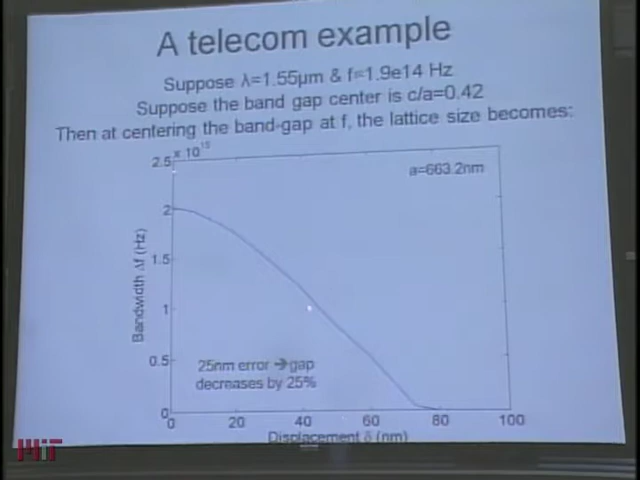 A telecom example
Suppose λ=1.55µm & f=1.9e14 Hz
Suppose the band gap center is c/a=0.42
Then at centering the band-gap at f, the lattice size becomes:
x 10
2.5
a=663.2nm
2
1.5
1
0.5
0
Bandwidth Δf (Hz)
25nm error → gap
decreases by 25%
0 20 40 60 80 100
Displacement δ (nm)
MIT